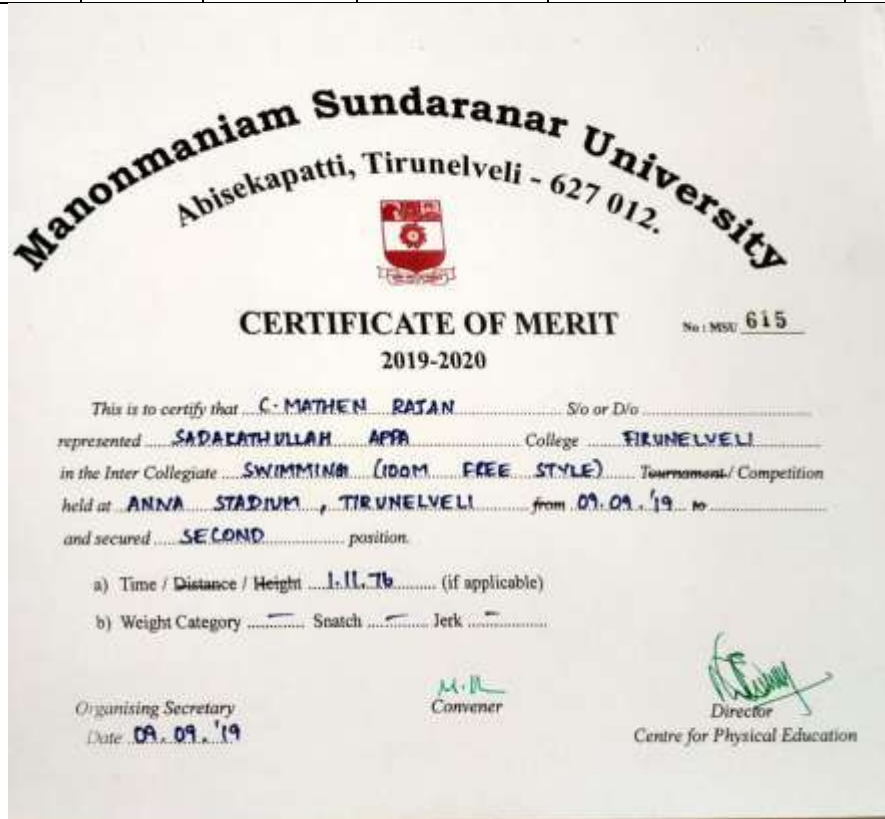 Manonmaniam Sundaranar University
Abisekapatti, Tirunelveli - 627 012.
CERTIFICATE OF MERIT
No : MSU 615
2019-2020
This is to certify that C. MATHEN RAJAN S/o or D/o
represented SADAKATHULLAH APPA College TIRUNELVELI
in the Inter Collegiate SWIMMING (100M FREE STYLE) Tournament / Competition
held at ANNA STADIUM, TIRUNELVELI from 09.09.'19 to
and secured SECOND position.
a) Time / Distance / Height 1.11.76 (if applicable)
b) Weight Category – Snatch – Jerk –
Organising Secretary
Date 09.09.'19
Convener
Director
Centre for Physical Education